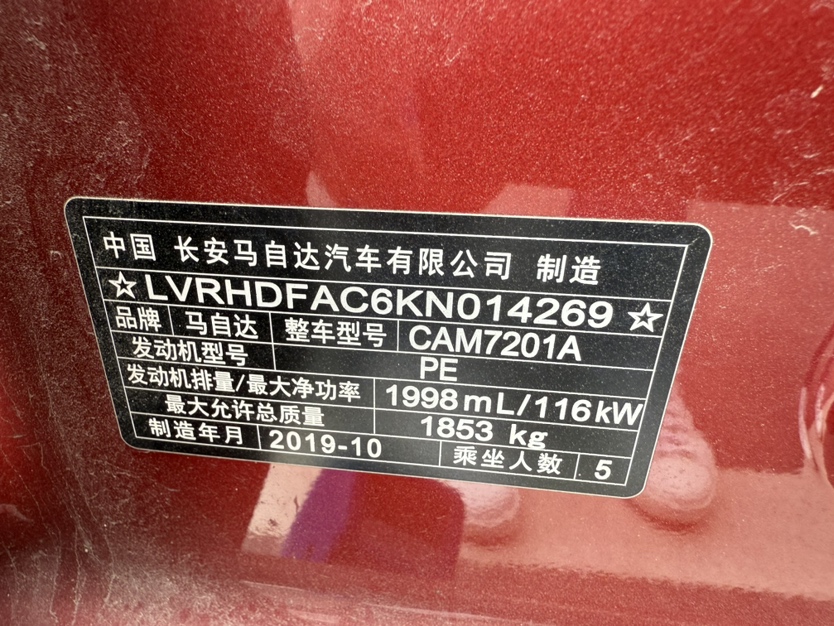 中国 长安马自达汽车有限公司 制造
☆LVRHDFAC6KN014269☆
品牌 马自达 整车型号 CAM7201A
发动机型号 PE
发动机排量/最大净功率 1998mL/116kW
最大允许总质量 1853 kg
制造年月 2019-10 乘坐人数 5